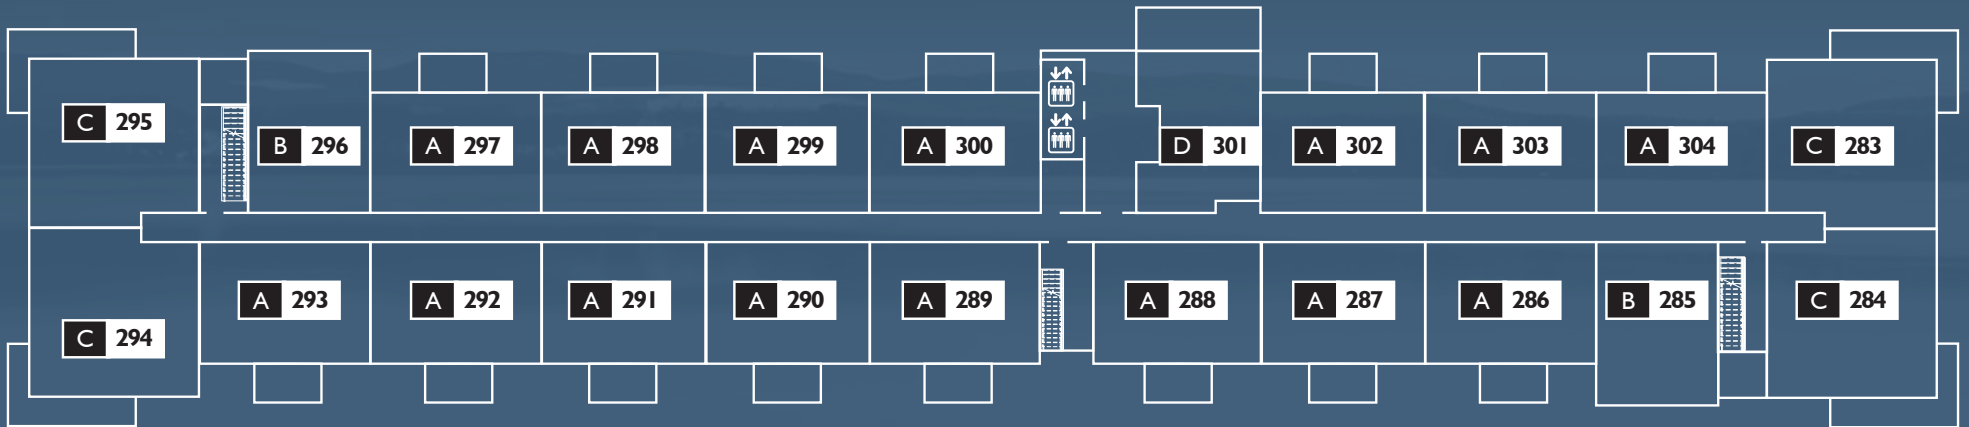 C 295
B 296
A 297
A 298
A 299
A 300
D 301
A 302
A 303
A 304
C 283
C 294
A 293
A 292
A 291
A 290
A 289
A 288
A 287
A 286
B 285
C 284